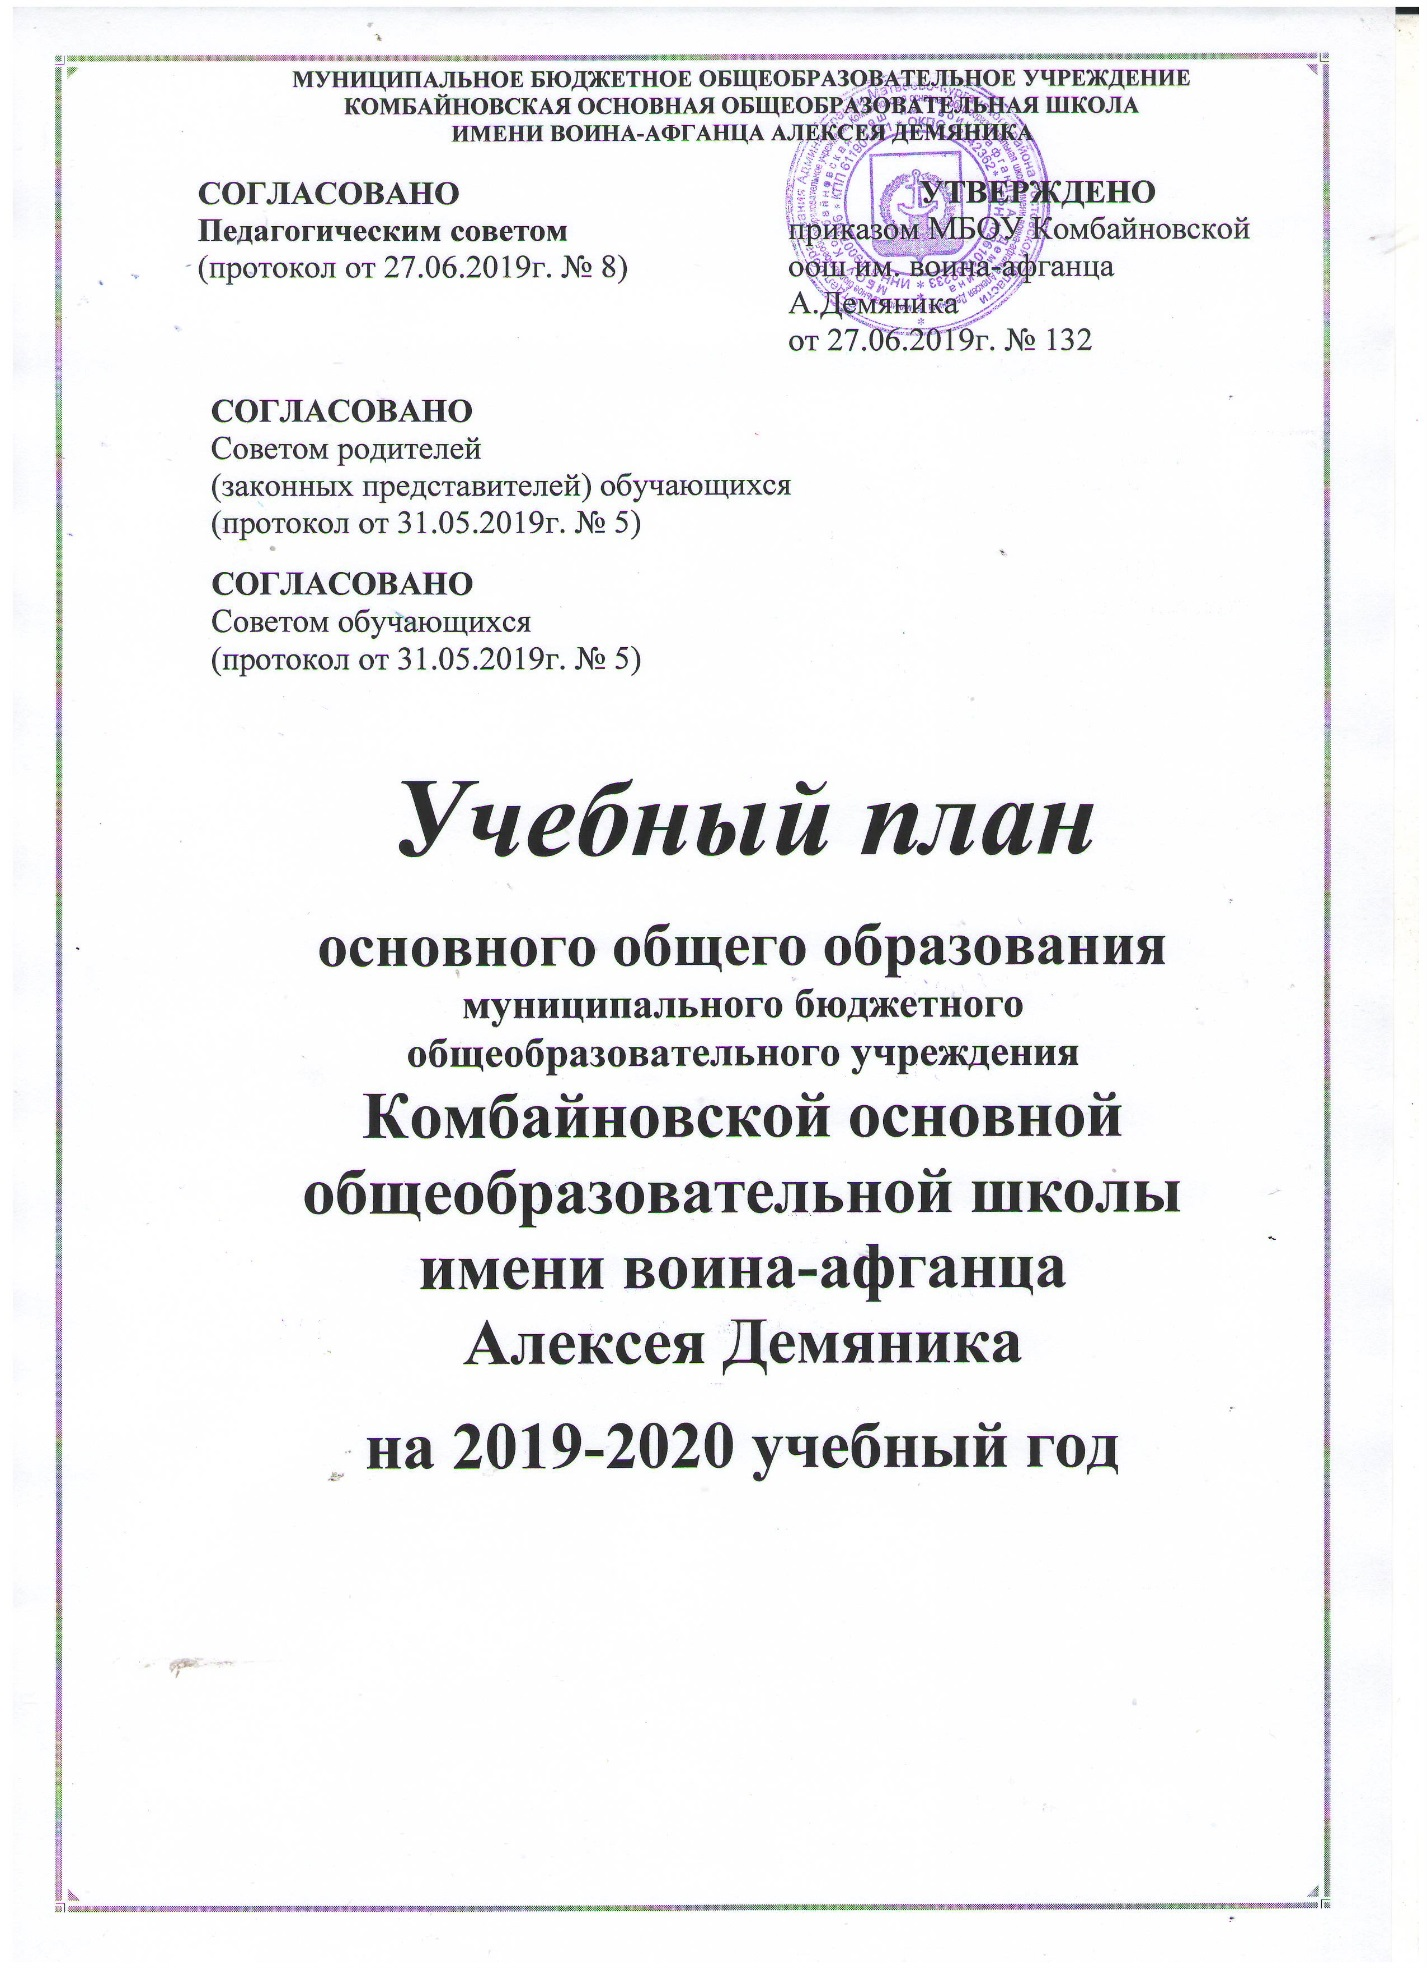 МУНИЦИПАЛЬНОЕ БЮДЖЕТНОЕ ОБЩЕОБРАЗОВАТЕЛЬНОЕ УЧРЕЖДЕНИЕ
КОМБАЙНОВСКАЯ ОСНОВНАЯ ОБЩЕОБРАЗОВАТЕЛЬНАЯ ШКОЛА
ИМЕНИ ВОИНА-АФГАНЦА АЛЕКСЕЯ ДЕМЯНИКА
СОГЛАСОВАНО
Педагогическим советом
(протокол от 27.06.2019г. № 8)
УТВЕРЖДЕНО
приказом МБОУ Комбайновской
оош им. воина-афганца
А.Демяника
от 27.06.2019г. № 132
СОГЛАСОВАНО
Советом родителей
(законных представителей) обучающихся
(протокол от 31.05.2019г. № 5)
СОГЛАСОВАНО
Советом обучающихся
(протокол от 31.05.2019г. № 5)
Учебный план
основного общего образования
муниципального бюджетного
общеобразовательного учреждения
Комбайновской основной
общеобразовательной школы
имени воина-афганца
Алексея Демяника
на 2019-2020 учебный год